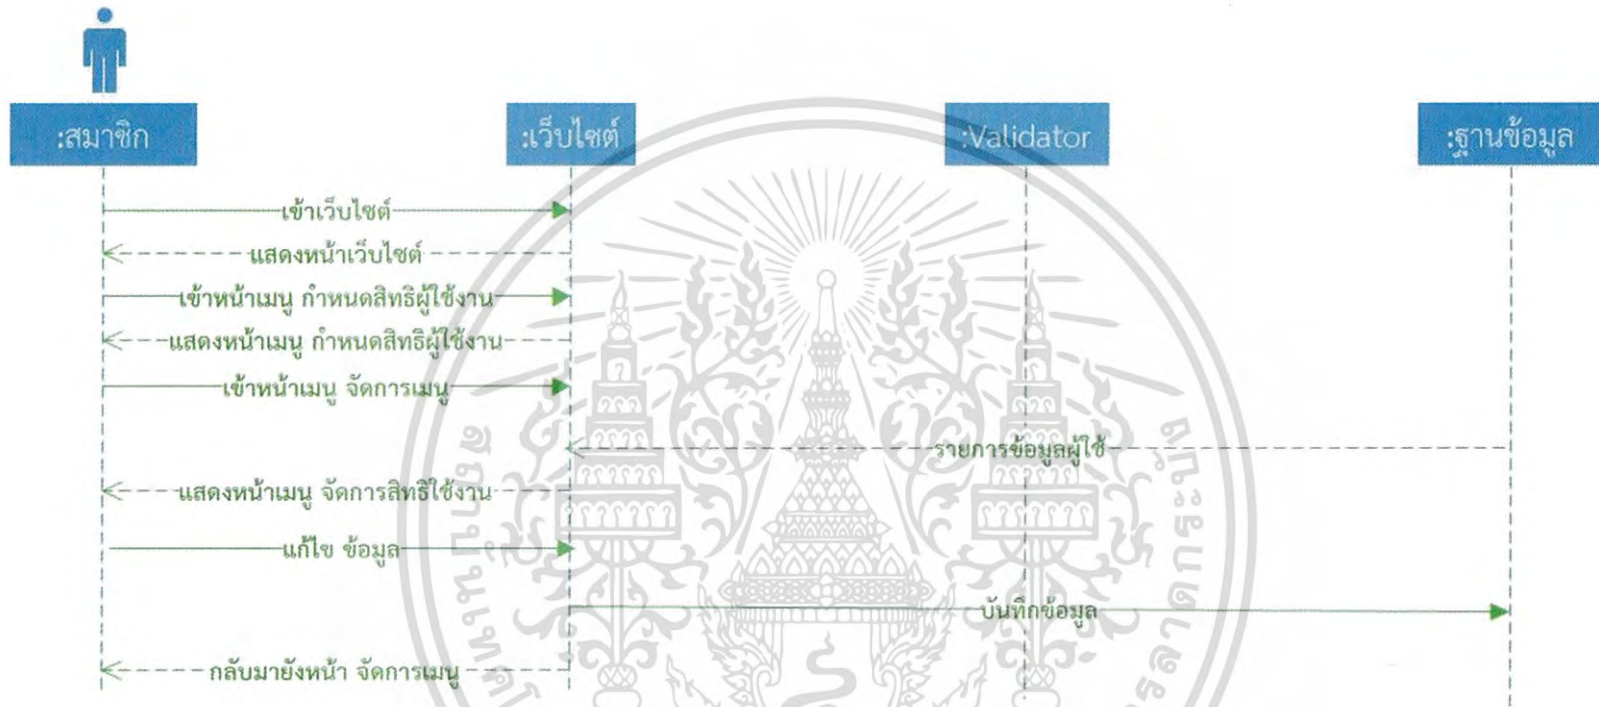 :สมาชิก
:เว็บไซต์
:Validator
:ฐานข้อมูล
เข้าเว็บไซต์
แสดงหน้าเว็บไซต์
เข้าหน้าเมนู กำหนดสิทธิผู้ใช้งาน
แสดงหน้าเมนู กำหนดสิทธิผู้ใช้งาน
เข้าหน้าเมนู จัดการเมนู
รายการข้อมูลผู้ใช้
แสดงหน้าเมนู จัดการสิทธิใช้งาน
แก้ไข ข้อมูล
บันทึกข้อมูล
กลับมายังหน้า จัดการเมนู